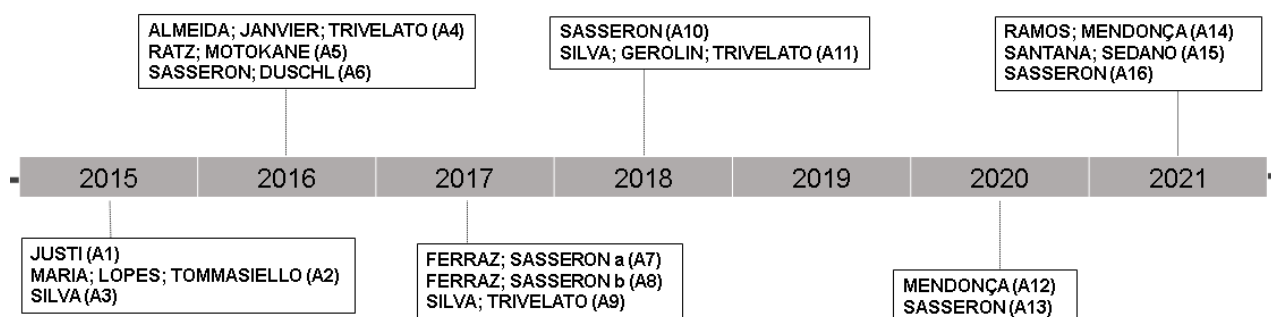 ALMEIDA; JANVIER; TRIVELATO (A4)
RATZ; MOTOKANE (A5)
SASSERON; DUSCHL (A6)
SASSERON (A10)
SILVA; GEROLIN; TRIVELATO (A11)
RAMOS; MENDONÇA (A14)
SANTANA; SEDANO (A15)
SASSERON (A16)
2015 2016 2017 2018 2019 2020 2021
JUSTI (A1)
MARIA; LOPES; TOMMASIELLO (A2)
SILVA (A3)
FERRAZ; SASSERON a (A7)
FERRAZ; SASSERON b (A8)
SILVA; TRIVELATO (A9)
MENDONÇA (A12)
SASSERON (A13)